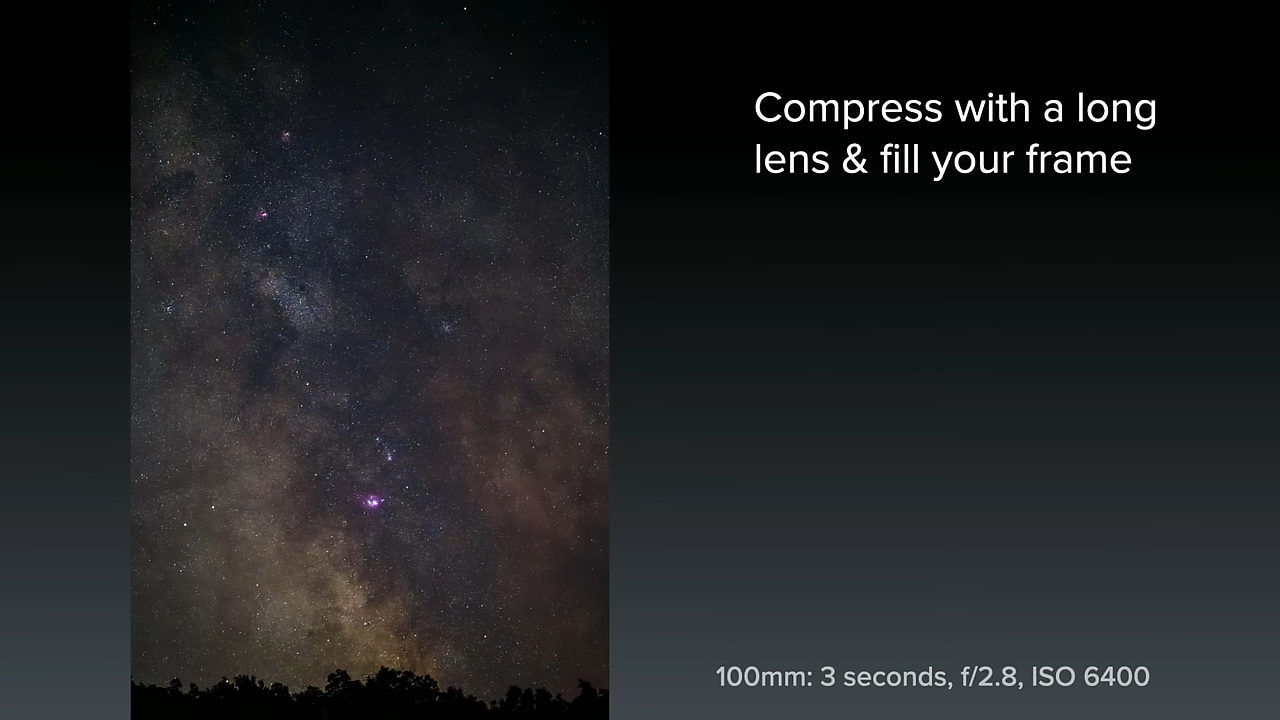 Compress with a long
lens & fill your frame
100mm: 3 seconds, f/2.8, ISO 6400